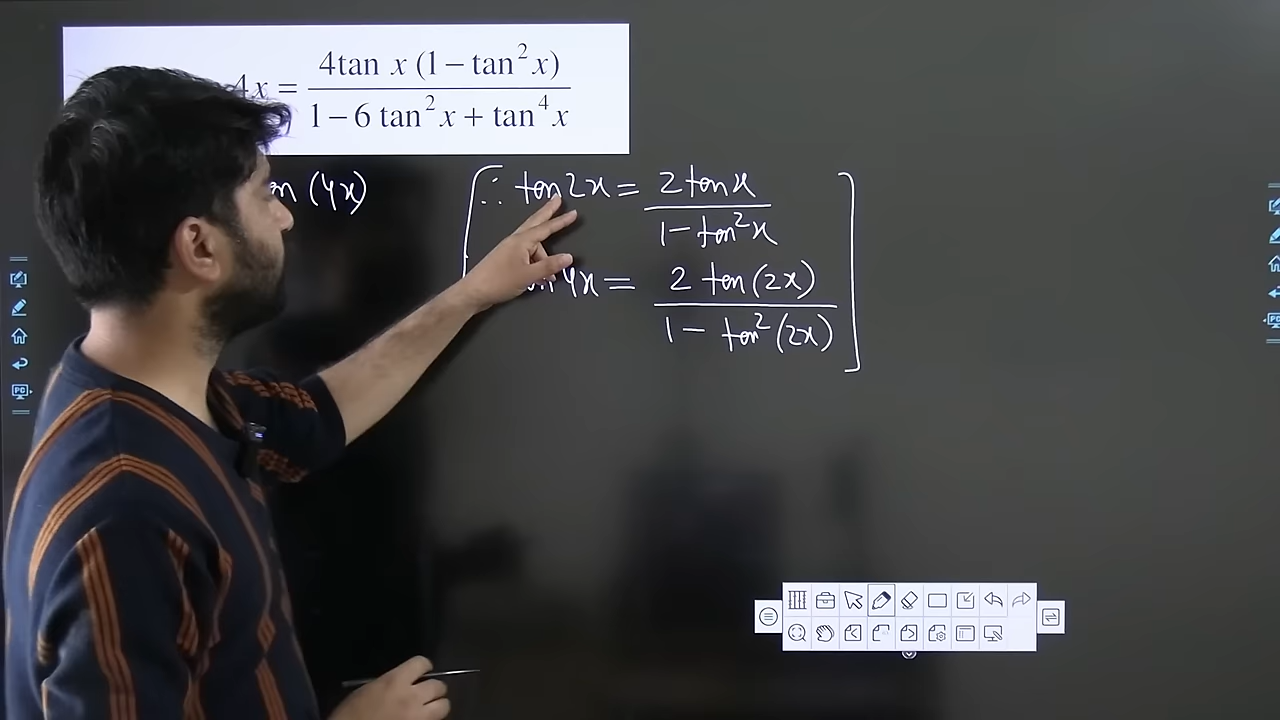 4x = 4tan x (1 − tan²x) / 1 − 6 tan²x + tan⁴x
(4x)
∴ tan2x = 2tanx / 1 − tan²x
4x = 2 tan(2x) / 1 − tan²(2x)